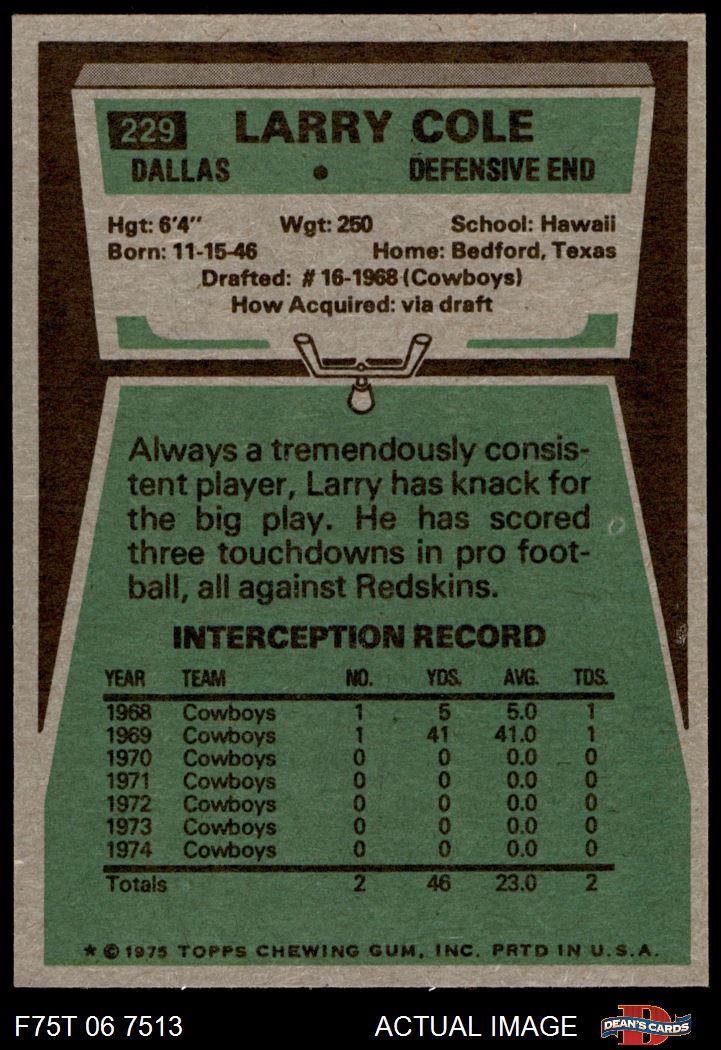 229 LARRY COLE
DALLAS • DEFENSIVE END
Hgt: 6'4" Wgt: 250 School: Hawaii
Born: 11-15-46 Home: Bedford, Texas
Drafted: #16-1968 (Cowboys)
How Acquired: via draft
Always a tremendously consis-
tent player, Larry has knack for
the big play. He has scored
three touchdowns in pro foot-
ball, all against Redskins.
INTERCEPTION RECORD
YEAR TEAM NO. YDS. AVG. TDS.
1968 Cowboys 1 5 5.0 1
1969 Cowboys 1 41 41.0 1
1970 Cowboys 0 0 0.0 0
1971 Cowboys 0 0 0.0 0
1972 Cowboys 0 0 0.0 0
1973 Cowboys 0 0 0.0 0
1974 Cowboys 0 0 0.0 0
Totals 2 46 23.0 2
* © 1975 TOPPS CHEWING GUM, INC. PRTD IN U.S.A.
F75T 06 7513 ACTUAL IMAGE DEAN'S CARDS